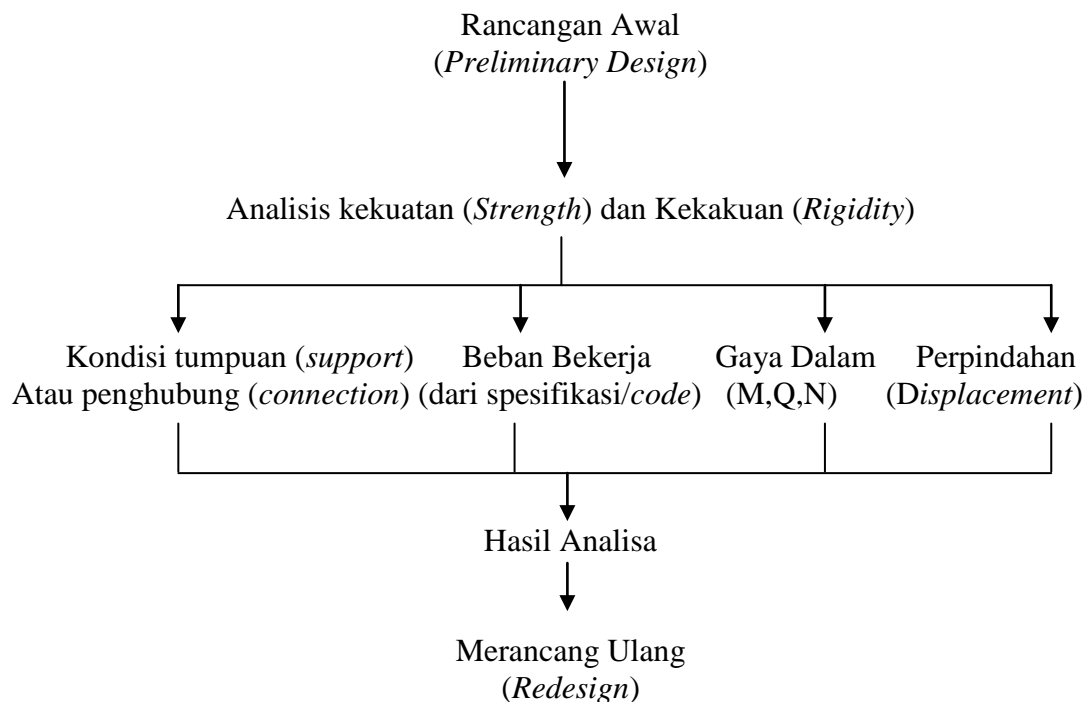 Rancangan Awal
(Preliminary Design)
Analisis kekuatan (Strength) dan Kekakuan (Rigidity)
Kondisi tumpuan (support)
Atau penghubung (connection)
Beban Bekerja
(dari spesifikasi/code)
Gaya Dalam
(M,Q,N)
Perpindahan
(Displacement)
Hasil Analisa
Merancang Ulang
(Redesign)